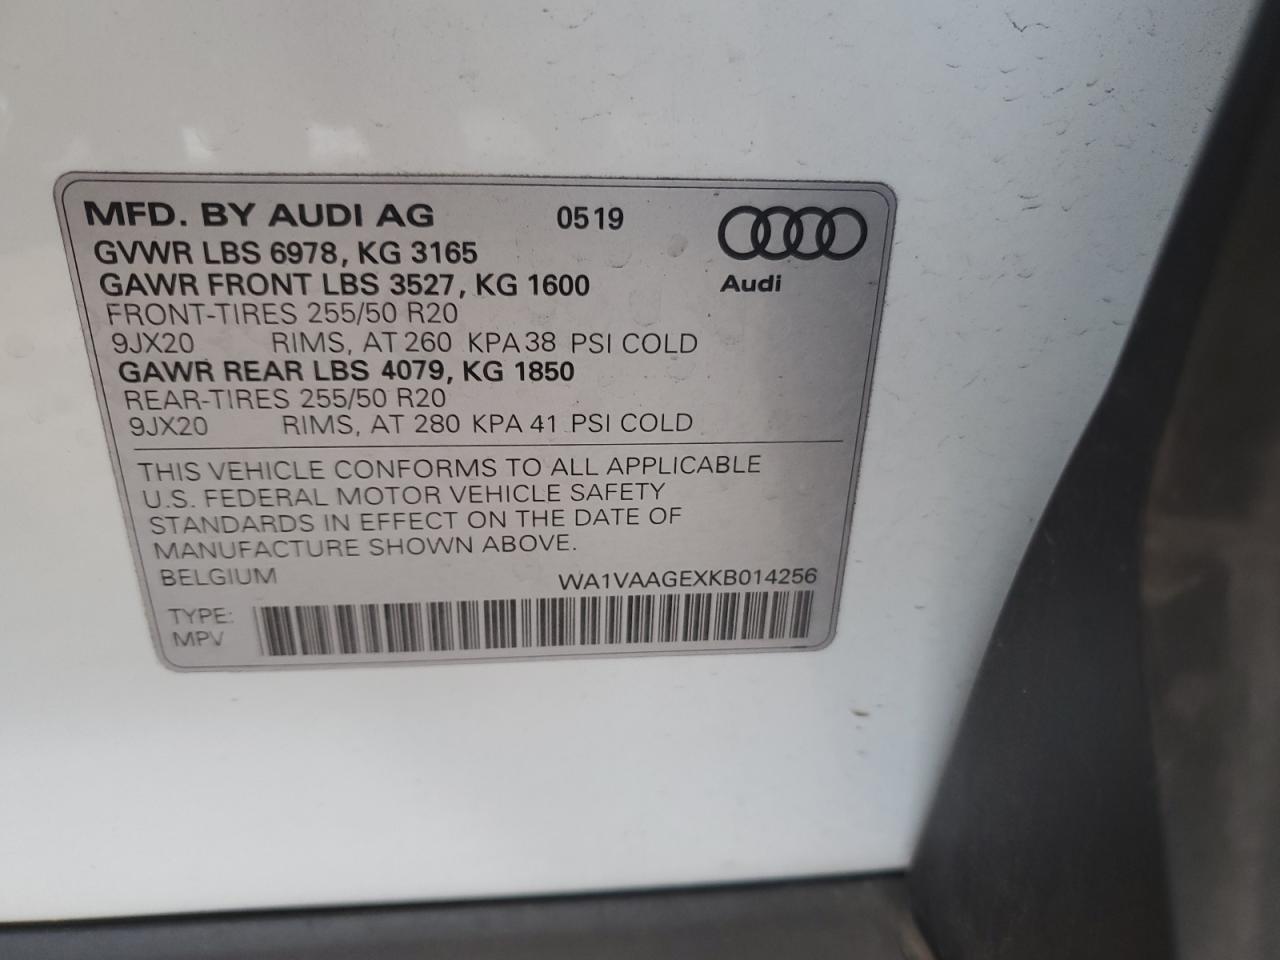 MFD. BY AUDI AG 0519
GVWR LBS 6978, KG 3165
GAWR FRONT LBS 3527, KG 1600
Audi
FRONT-TIRES 255/50 R20
9JX20 RIMS, AT 260 KPA 38 PSI COLD
GAWR REAR LBS 4079, KG 1850
REAR-TIRES 255/50 R20
9JX20 RIMS, AT 280 KPA 41 PSI COLD
THIS VEHICLE CONFORMS TO ALL APPLICABLE
U.S. FEDERAL MOTOR VEHICLE SAFETY
STANDARDS IN EFFECT ON THE DATE OF
MANUFACTURE SHOWN ABOVE.
BELGIUM WA1VAAGEXKB014256
TYPE:
MPV